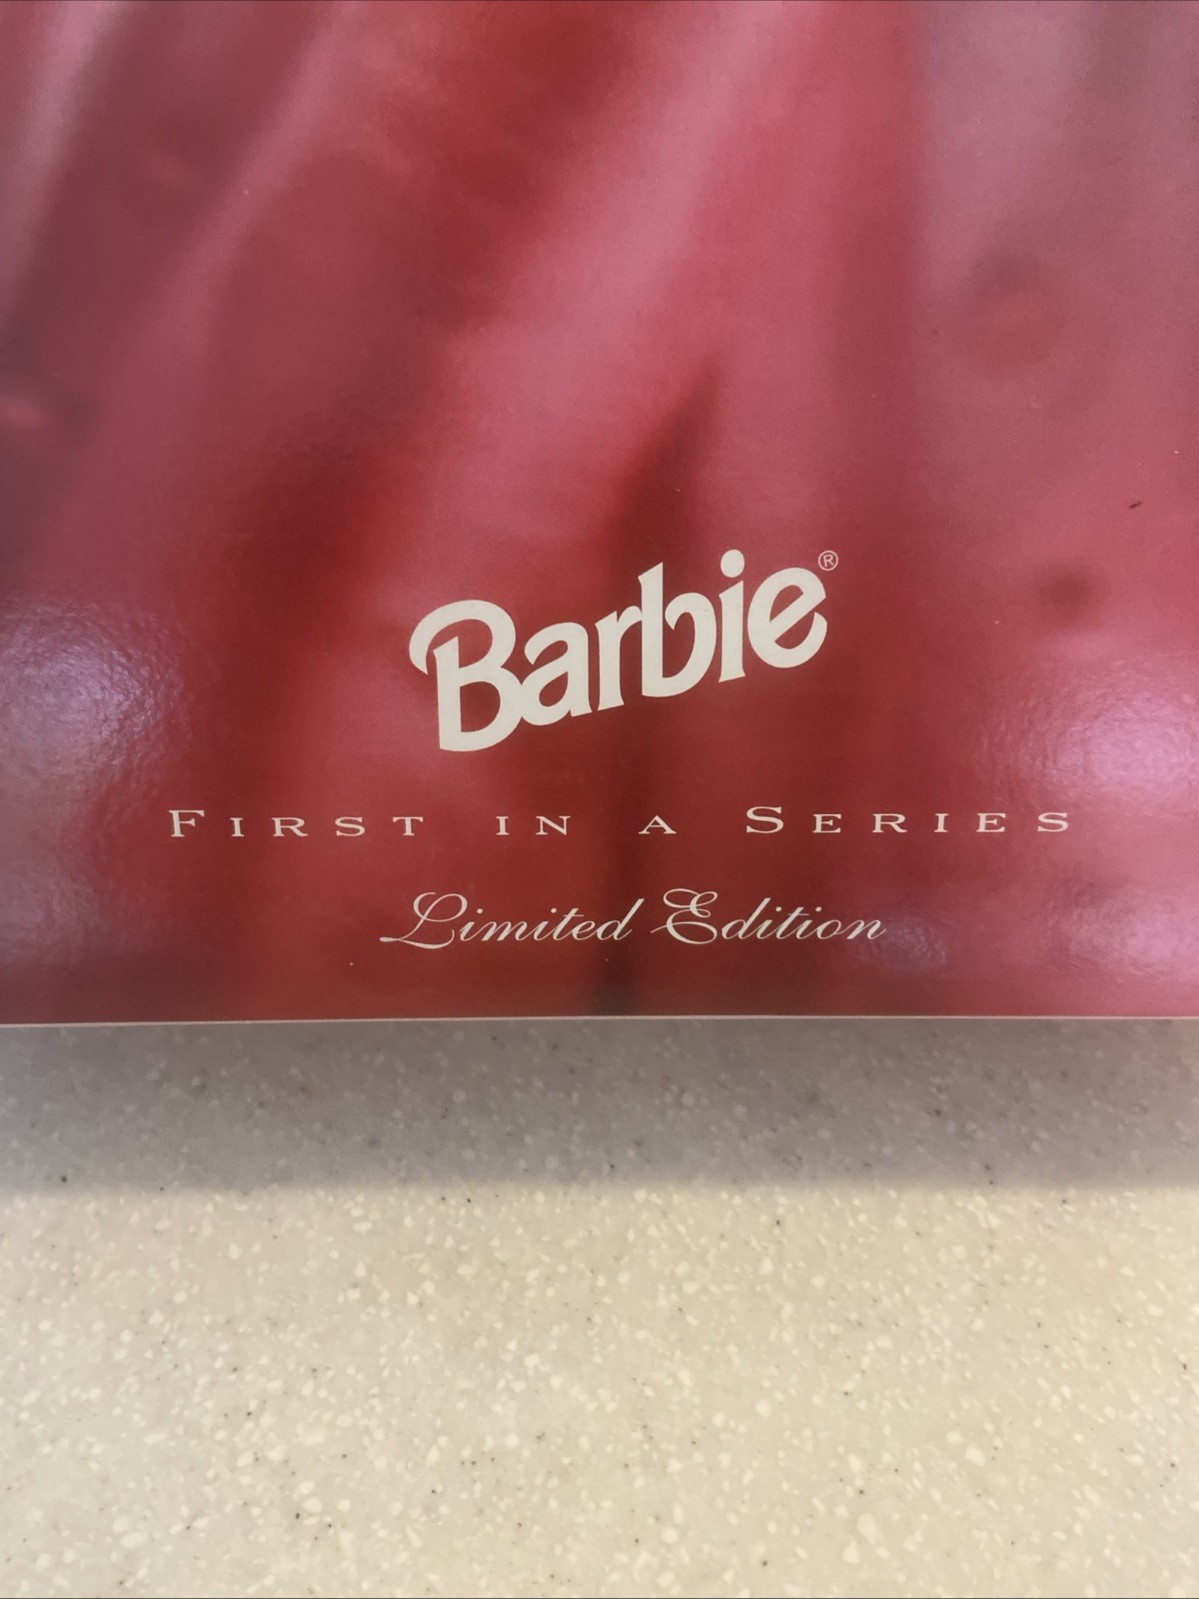 Barbie®
First in a Series
Limited Edition